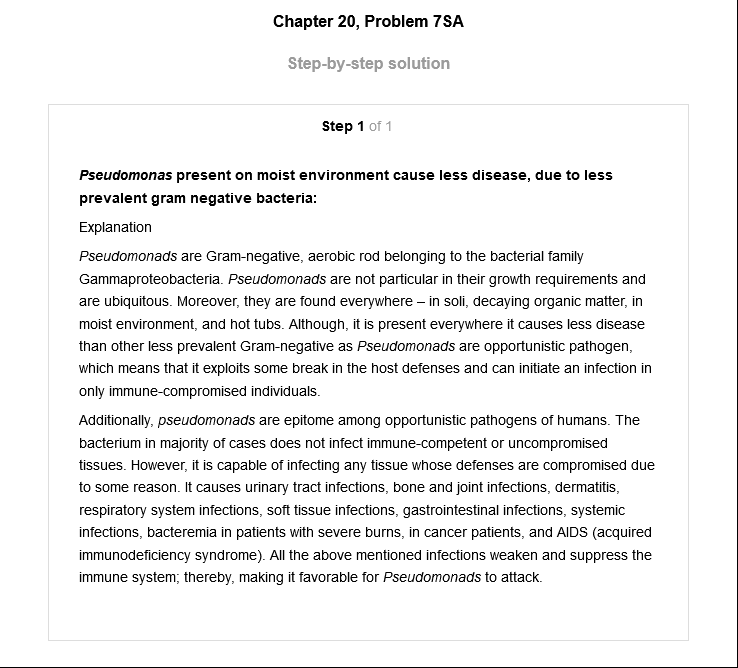 Chapter 20, Problem 7SA
Step-by-step solution
Step 1 of 1
Pseudomonas present on moist environment cause less disease, due to less
prevalent gram negative bacteria:
Explanation
Pseudomonads are Gram-negative, aerobic rod belonging to the bacterial family
Gammaproteobacteria. Pseudomonads are not particular in their growth requirements and
are ubiquitous. Moreover, they are found everywhere – in soli, decaying organic matter, in
moist environment, and hot tubs. Although, it is present everywhere it causes less disease
than other less prevalent Gram-negative as Pseudomonads are opportunistic pathogen,
which means that it exploits some break in the host defenses and can initiate an infection in
only immune-compromised individuals.
Additionally, pseudomonads are epitome among opportunistic pathogens of humans. The
bacterium in majority of cases does not infect immune-competent or uncompromised
tissues. However, it is capable of infecting any tissue whose defenses are compromised due
to some reason. It causes urinary tract infections, bone and joint infections, dermatitis,
respiratory system infections, soft tissue infections, gastrointestinal infections, systemic
infections, bacteremia in patients with severe burns, in cancer patients, and AIDS (acquired
immunodeficiency syndrome). All the above mentioned infections weaken and suppress the
immune system; thereby, making it favorable for Pseudomonads to attack.